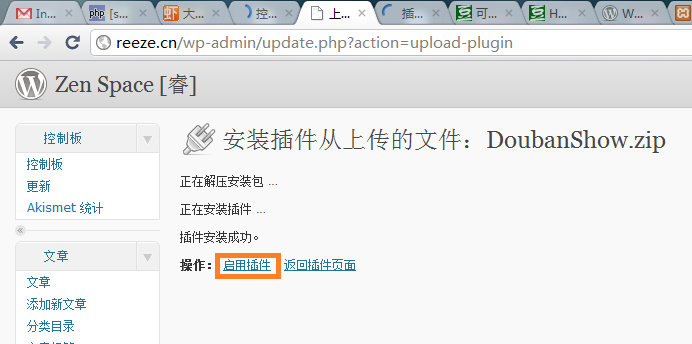 In...
php [s
大
控
上
插
可
H
W
reeze.cn/wp-admin/update.php?action=upload-plugin
Zen Space [睿]
控制板
控制板
更新
Akismet 统计
文章
文章
添加新文章
分类目录
安装插件从上传的文件：DoubanShow.zip
正在解压安装包 …
正在安装插件 …
插件安装成功。
操作： 启用插件 返回插件页面